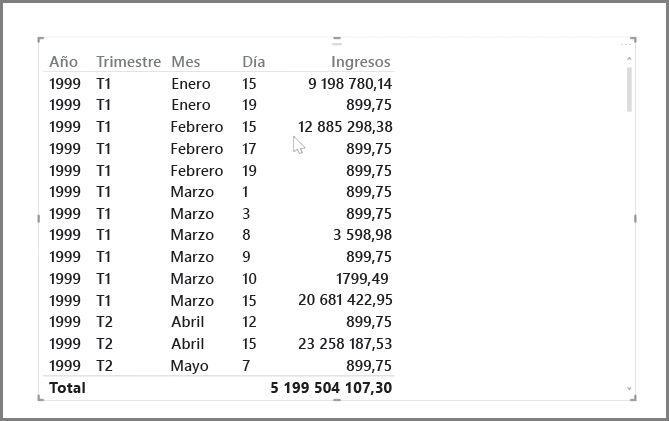 Año Trimestre Mes Día Ingresos
1999 T1 Enero 15 9 198 780,14
1999 T1 Enero 19 899,75
1999 T1 Febrero 15 12 885 298,38
1999 T1 Febrero 17 899,75
1999 T1 Febrero 19 899,75
1999 T1 Marzo 1 899,75
1999 T1 Marzo 3 899,75
1999 T1 Marzo 8 3 598,98
1999 T1 Marzo 9 899,75
1999 T1 Marzo 10 1799,49
1999 T1 Marzo 15 20 681 422,95
1999 T2 Abril 12 899,75
1999 T2 Abril 15 23 258 187,53
1999 T2 Mayo 7 899,75
Total 5 199 504 107,30